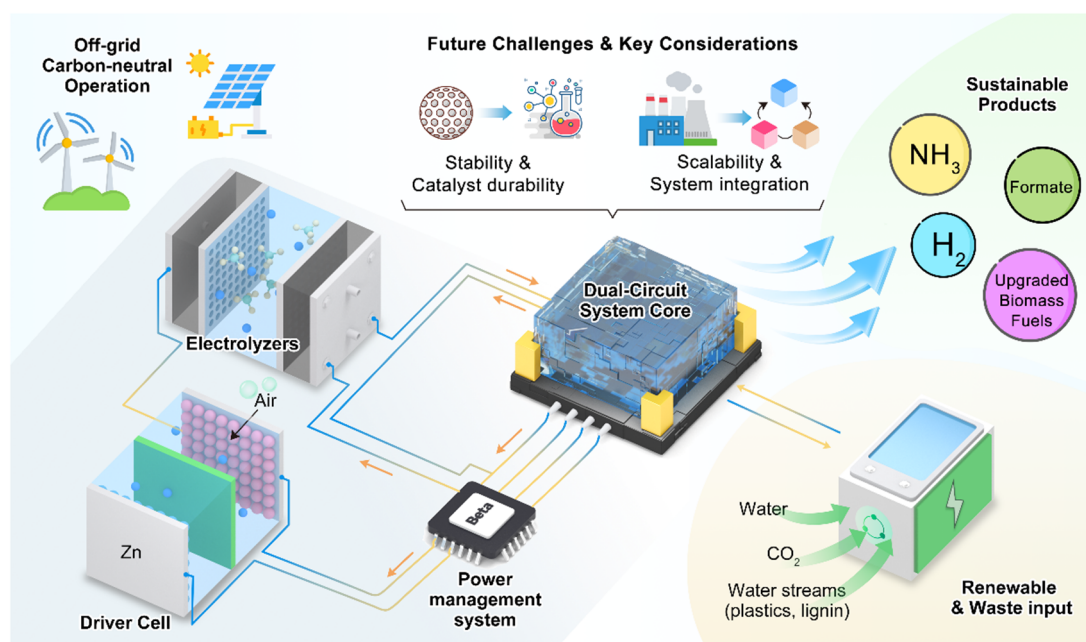 Off-grid
Carbon-neutral
Operation
Future Challenges & Key Considerations
Stability &
Catalyst durability
Scalability &
System integration
Sustainable
Products
NH₃
Formate
H₂
Upgraded
Biomass
Fuels
Dual-Circuit
System Core
Electrolyzers
Air
Zn
Driver Cell
Beta
Power
management
system
Water
CO₂
Water streams
(plastics, lignin)
Renewable
& Waste input